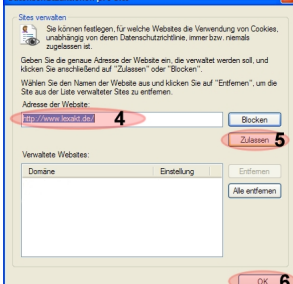 Sites verwalten
Sie können festlegen, für welche Websites die Verwendung von Cookies,
unabhängig von deren Datenschutzrichtlinie, immer bzw. niemals
zugelassen ist.
Geben Sie die genaue Adresse der Website ein, die verwaltet werden soll, und
klicken Sie anschließend auf "Zulassen" oder "Blocken".
Wählen Sie den Namen der Website aus und klicken Sie auf "Entfernen", um die
Site aus der Liste verwalteter Sites zu entfernen.
Adresse der Website:
http://www.lexakt.de/ 4 Blocken
Zulassen 5
Verwaltete Websites:
Domäne Einstellung Entfernen
Alle entfernen
OK 6